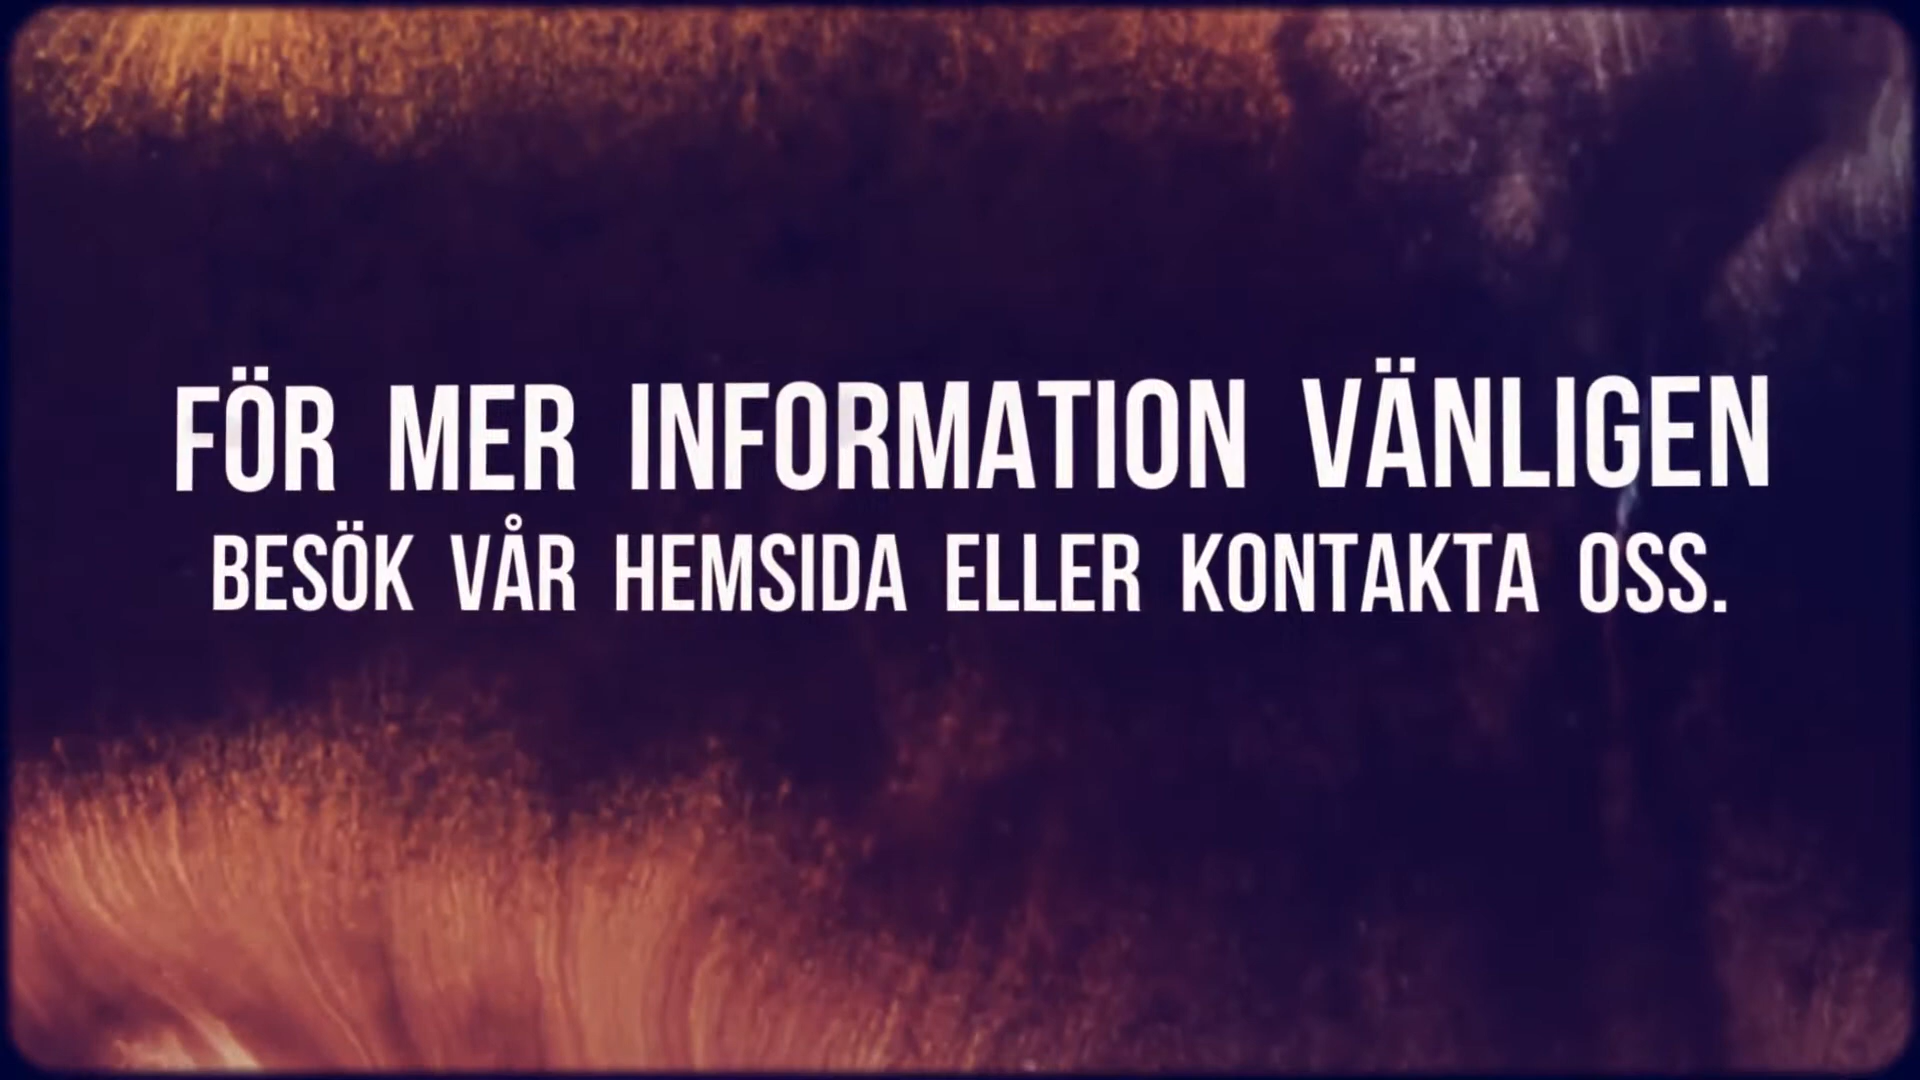 FÖR MER INFORMATION VÄNLIGEN
BESÖK VÅR HEMSIDA ELLER KONTAKTA OSS.